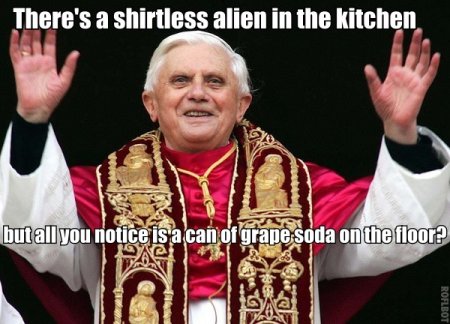 There's a shirtless alien in the kitchen
but all you notice is a can of grape soda on the floor?
ROFLBOT